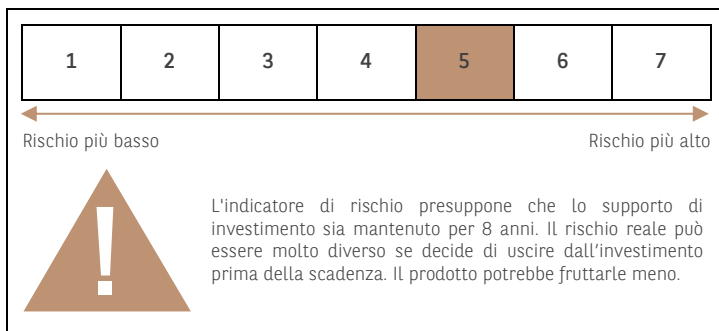 1 2 3 4 5 6 7
Rischio più basso Rischio più alto
!
L'indicatore di rischio presuppone che lo supporto di
investimento sia mantenuto per 8 anni. Il rischio reale può
essere molto diverso se decide di uscire dall'investimento
prima della scadenza. Il prodotto potrebbe fruttarle meno.